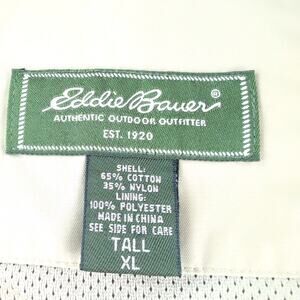 Eddie Bauer®
AUTHENTIC OUTDOOR OUTFITTER
EST. 1920
SHELL:
65% COTTON
35% NYLON
LINING:
100% POLYESTER
MADE IN CHINA
SEE SIDE FOR CARE
TALL
XL